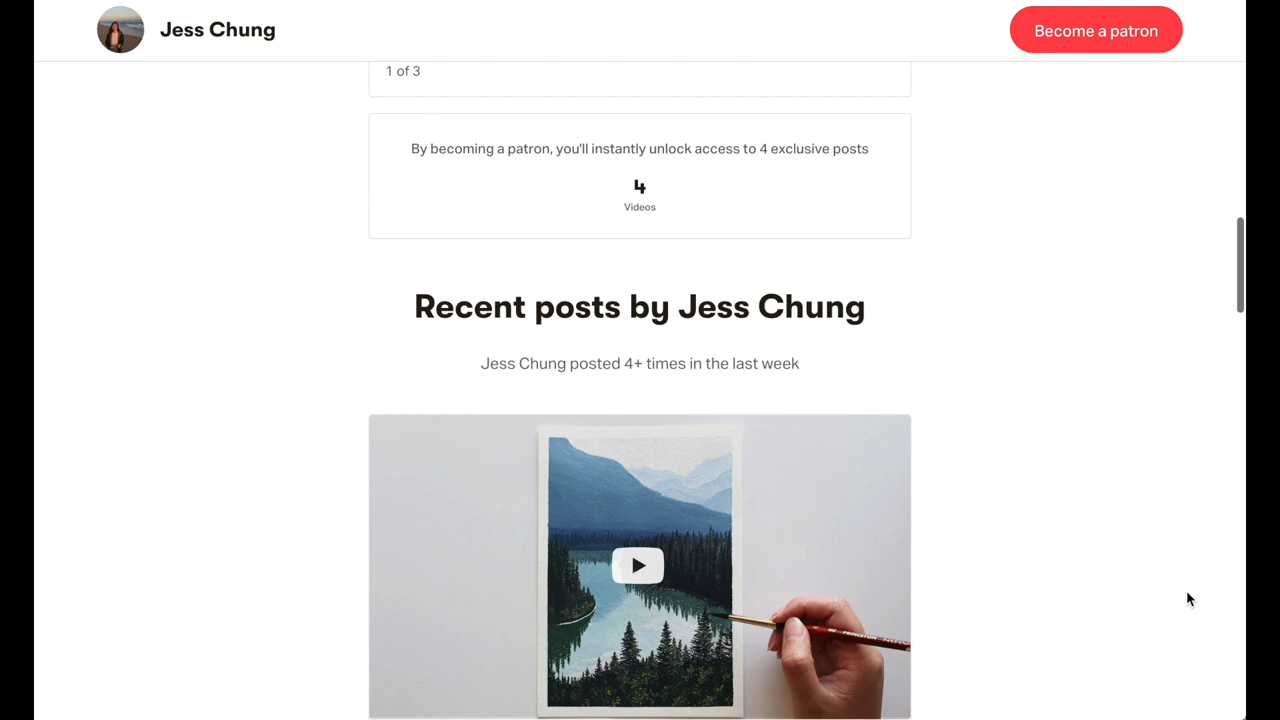 Jess Chung
Become a patron
1 of 3
By becoming a patron, you'll instantly unlock access to 4 exclusive posts
4
Videos
Recent posts by Jess Chung
Jess Chung posted 4+ times in the last week